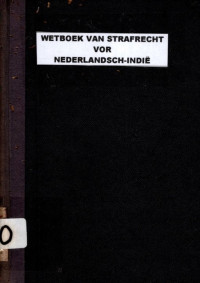 WETBOEK VAN STRAFRECHT
VOR
NEDERLANDSCH-INDIË
0